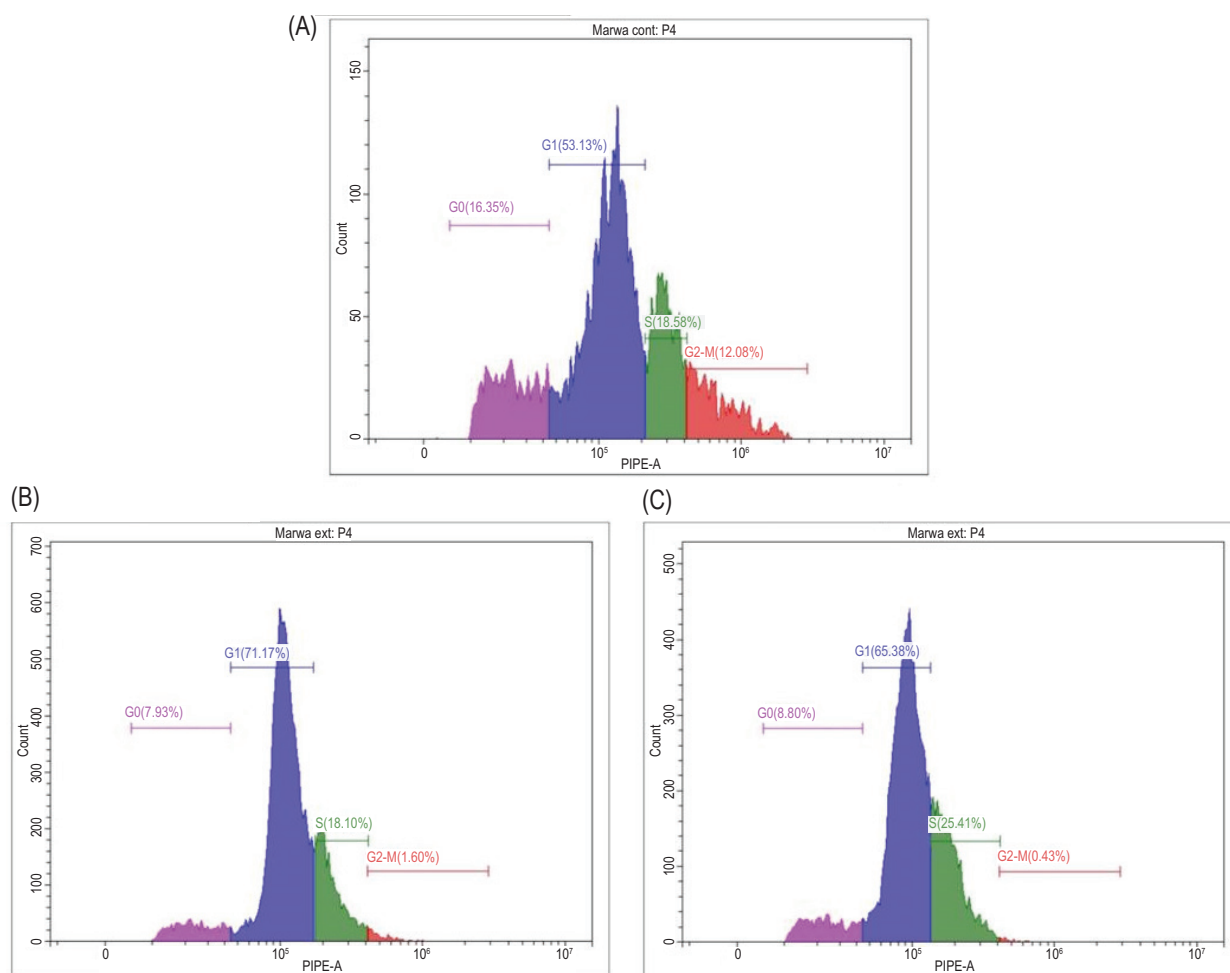 (A)
Marwa cont: P4
150
100
50
0
Count
G1(53.13%)
G0(16.35%)
S(18.58%)
G2-M(12.08%)
0
10⁵
10⁶
10⁷
PIPE-A
(B)
Marwa ext: P4
700
600
500
400
300
200
100
0
Count
G1(71.17%)
G0(7.93%)
S(18.10%)
G2-M(1.60%)
0
10⁵
10⁶
10⁷
PIPE-A
(C)
Marwa ext: P4
500
400
300
200
100
0
Count
G1(65.38%)
G0(8.80%)
S(25.41%)
G2-M(0.43%)
0
10⁵
10⁶
10⁷
PIPE-A